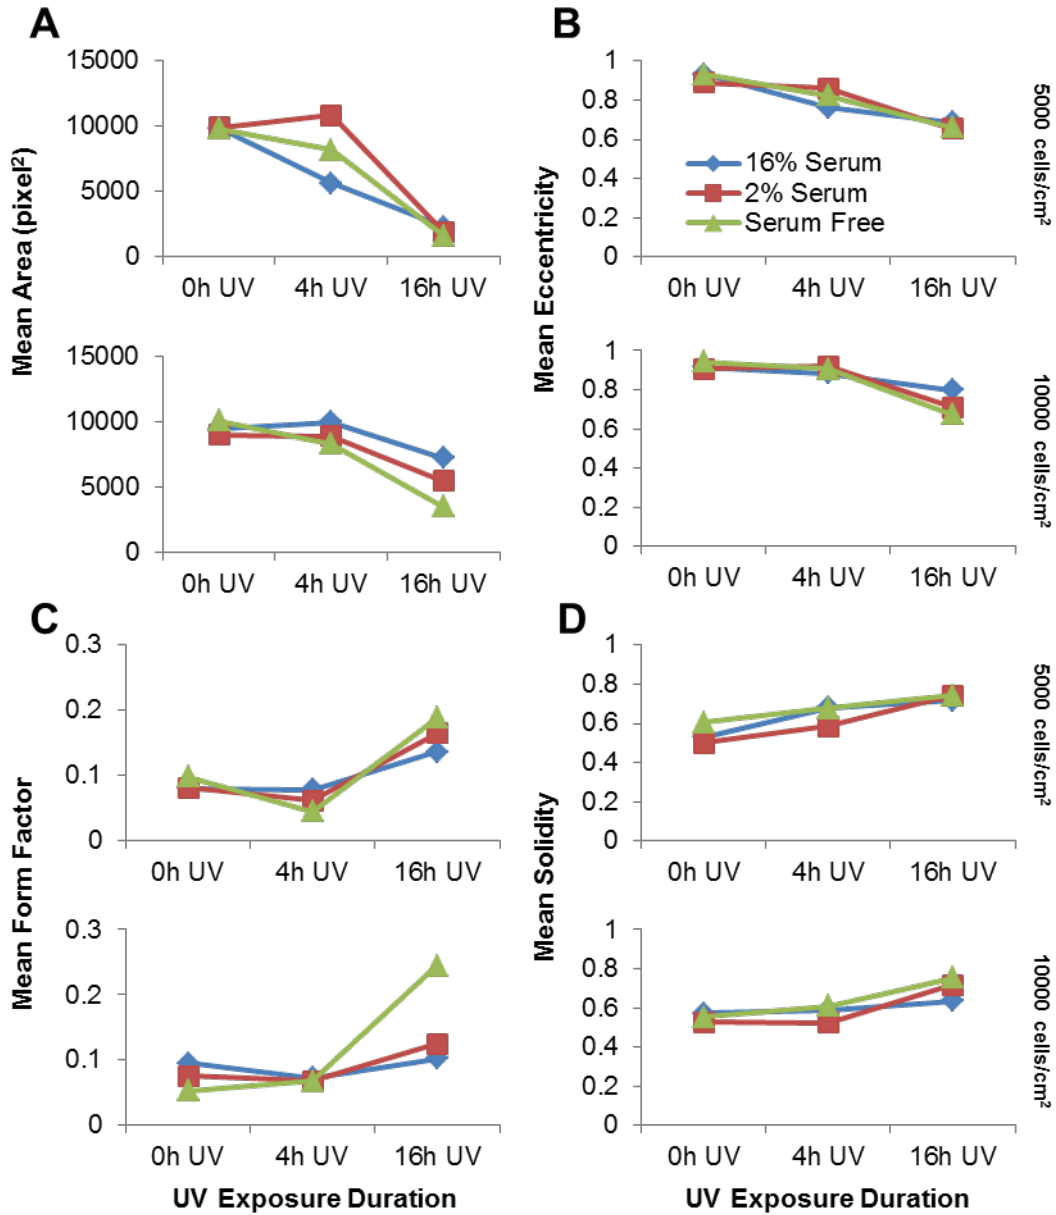 A
15000
10000
5000
0
0h UV 4h UV 16h UV
15000
10000
5000
0
0h UV 4h UV 16h UV
Mean Area (pixel²)
B
1
0.8
0.6
0.4
0.2
0
16% Serum
2% Serum
Serum Free
0h UV 4h UV 16h UV
5000 cells/cm²
1
0.8
0.6
0.4
0.2
0
0h UV 4h UV 16h UV
10000 cells/cm²
Mean Eccentricity
C
0.3
0.2
0.1
0
0h UV 4h UV 16h UV
0.3
0.2
0.1
0
0h UV 4h UV 16h UV
Mean Form Factor
UV Exposure Duration
D
1
0.8
0.6
0.4
0.2
0
0h UV 4h UV 16h UV
5000 cells/cm²
1
0.8
0.6
0.4
0.2
0
0h UV 4h UV 16h UV
10000 cells/cm²
Mean Solidity
UV Exposure Duration